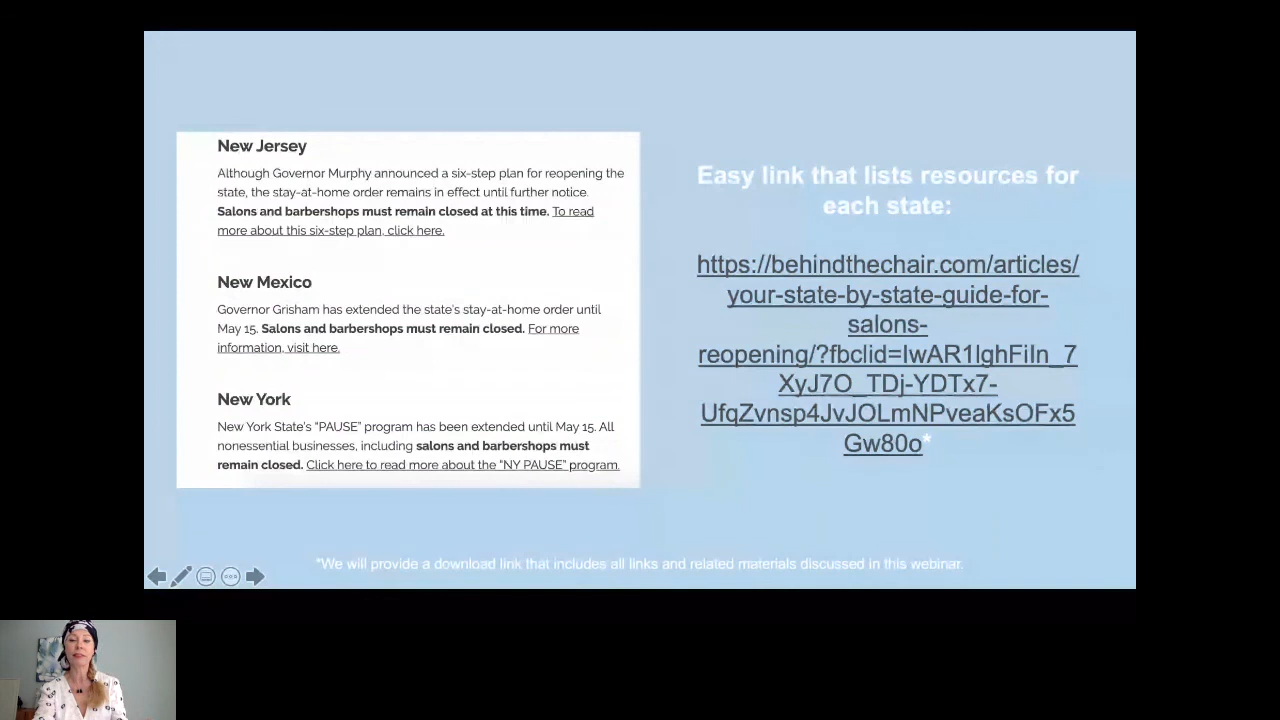 New Jersey
Although Governor Murphy announced a six-step plan for reopening the
state, the stay-at-home order remains in effect until further notice.
Salons and barbershops must remain closed at this time. To read
more about this six-step plan, click here.
New Mexico
Governor Grisham has extended the state's stay-at-home order until
May 15. Salons and barbershops must remain closed. For more
information, visit here.
New York
New York State's “PAUSE” program has been extended until May 15. All
nonessential businesses, including salons and barbershops must
remain closed. Click here to read more about the “NY PAUSE” program.
Easy link that lists resources for
each state:
https://behindthechair.com/articles/
your-state-by-state-guide-for-
salons-
reopening/?fbclid=IwAR1lghFiIn_7
XyJ7O_TDj-YDTx7-
UfqZvnsp4JvJOLmNPveaKsOFx5
Gw80o*
*We will provide a download link that includes all links and related materials discussed in this webinar.